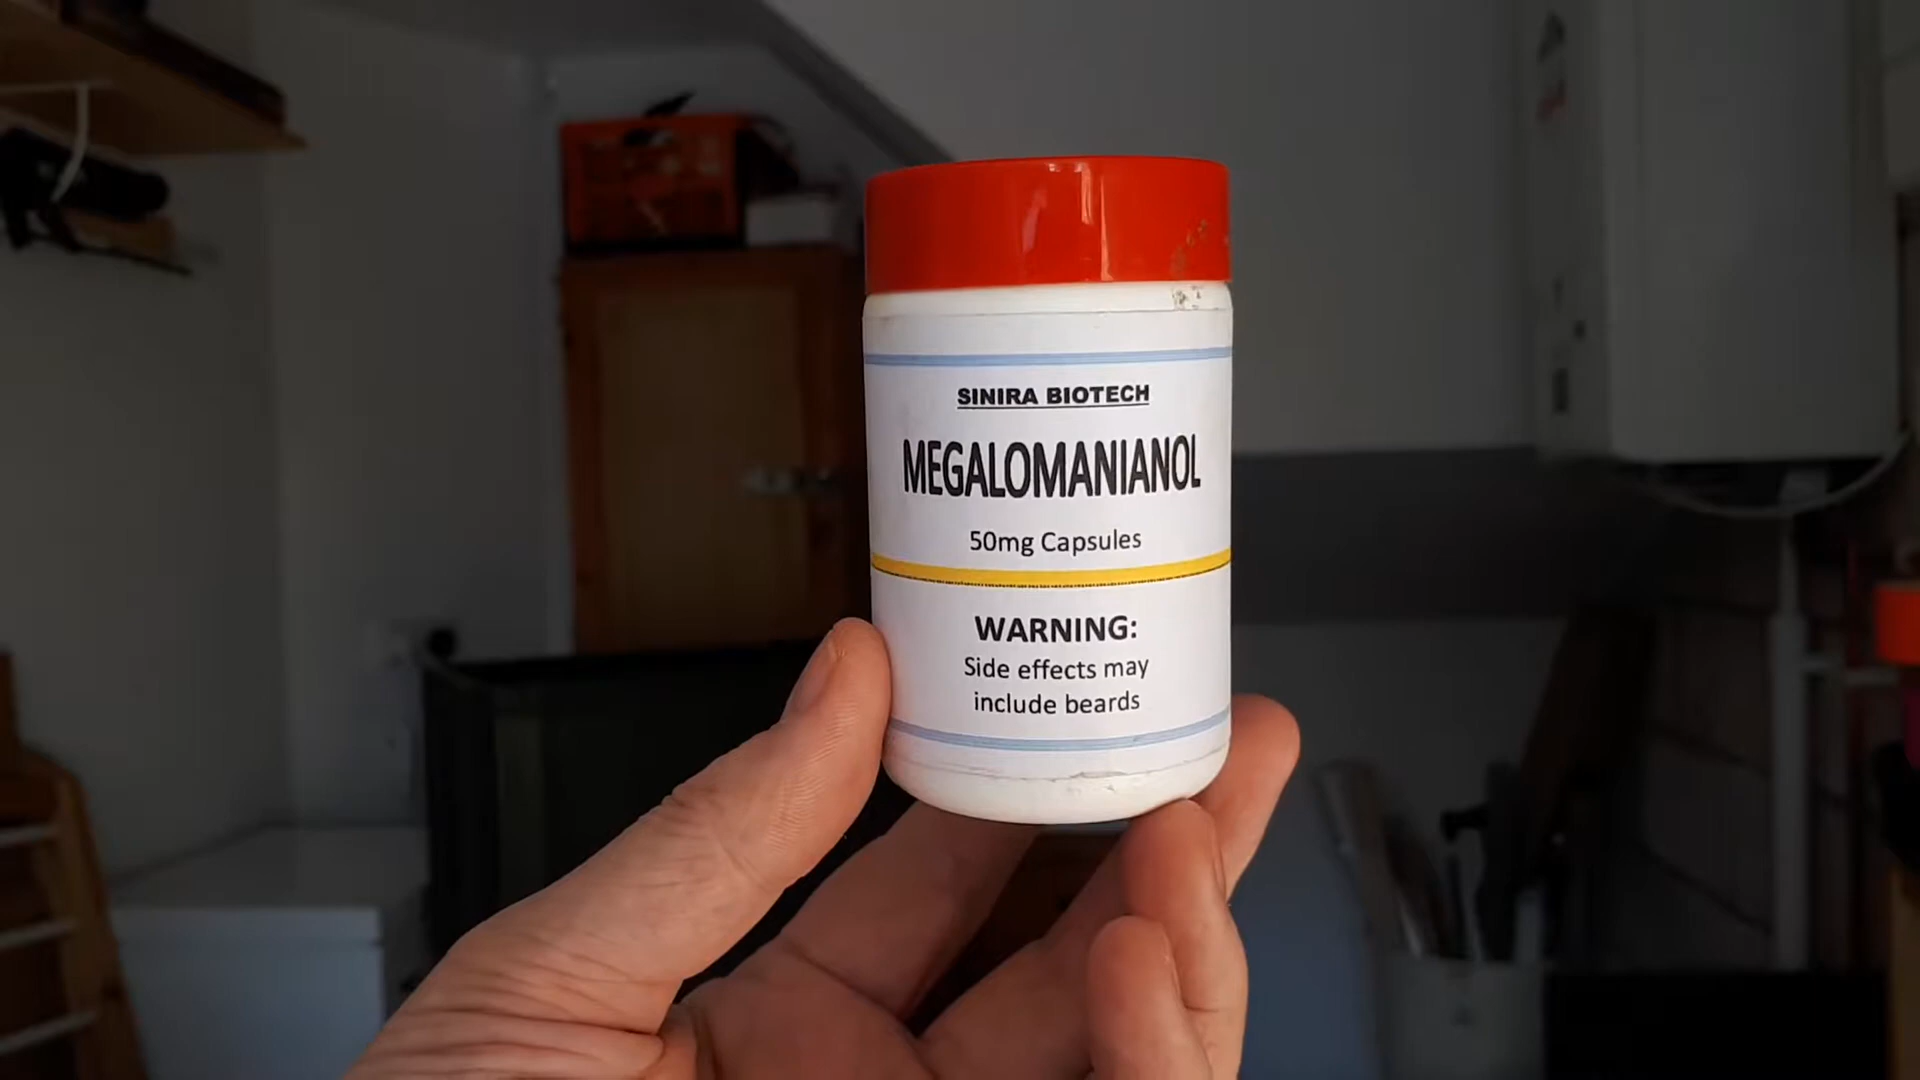 SINIRA BIOTECH
MEGALOMANIANOL
50mg Capsules
WARNING:
Side effects may
include beards